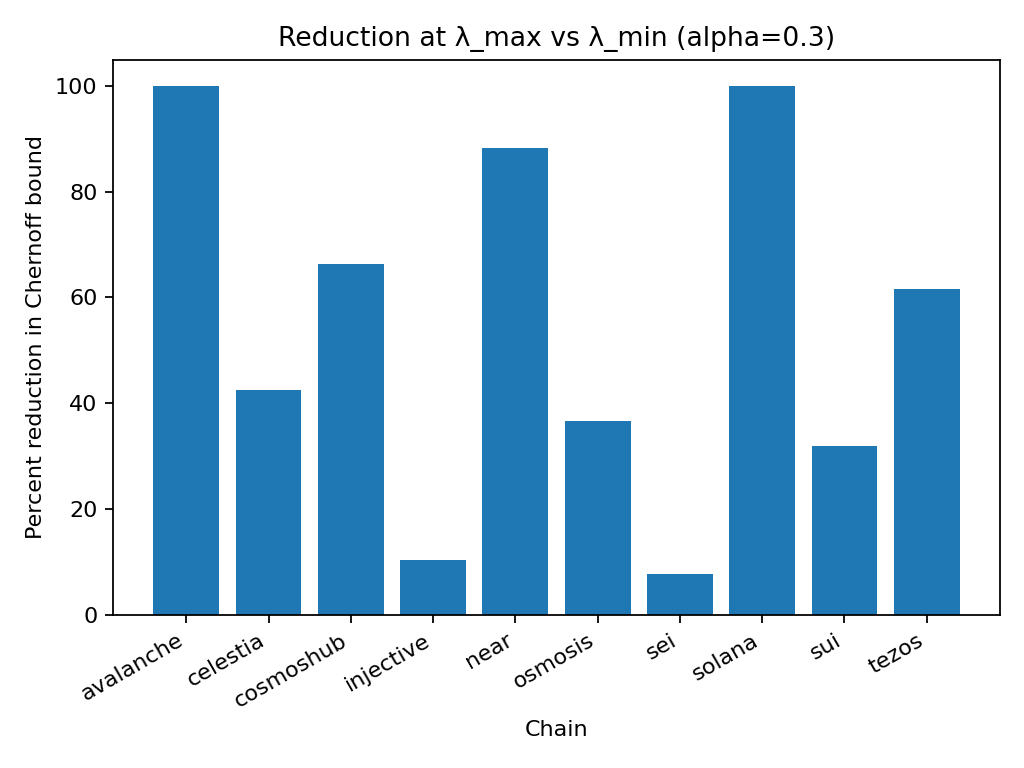 Reduction at λ_max vs λ_min (alpha=0.3)
Percent reduction in Chernoff bound
100
80
60
40
20
0
avalanche
celestia
cosmoshub
injective
near
osmosis
sei
solana
sui
tezos
Chain